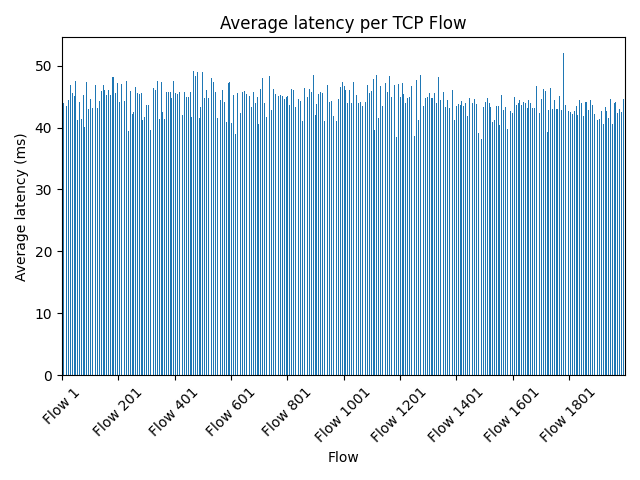 Average latency per TCP Flow
Average latency (ms)
50
40
30
20
10
0
Flow 1
Flow 201
Flow 401
Flow 601
Flow 801
Flow 1001
Flow 1201
Flow 1401
Flow 1601
Flow 1801
Flow